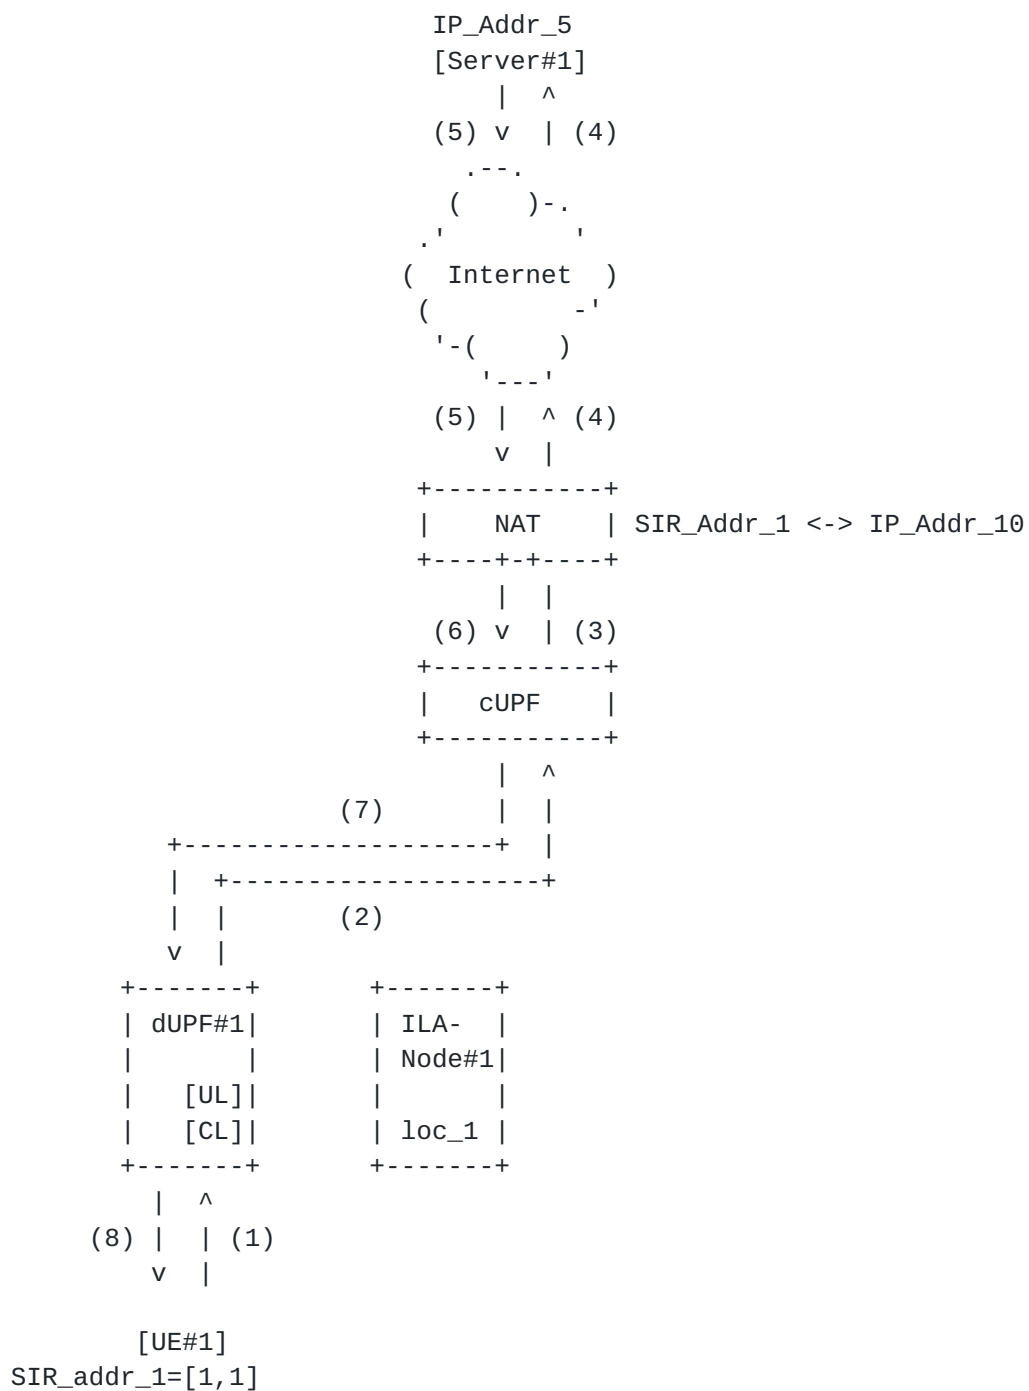 IP_Addr_5
[Server#1]
(5) (4)
Internet
(5) (4)
NAT SIR_Addr_1 <-> IP_Addr_10
(6) (3)
cUPF
(7)
(2)
dUPF#1 ILA-
Node#1
[UL]
[CL] loc_1
(8) (1)
[UE#1]
SIR_addr_1=[1,1]